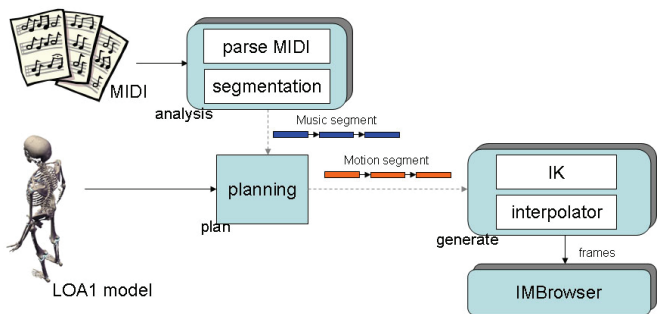 parse MIDI
MIDI
segmentation
analysis
Music segment
Motion segment
planning
IK
plan
interpolator
generate
frames
LOA1 model
IMBrowser